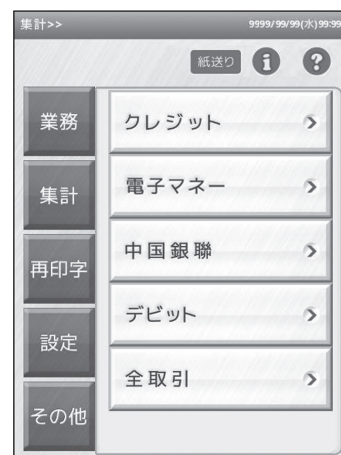 集計>>
9999/99/99(水)99:99
紙送り
業務
集計
再印字
設定
その他
クレジット
電子マネー
中国銀聯
デビット
全取引